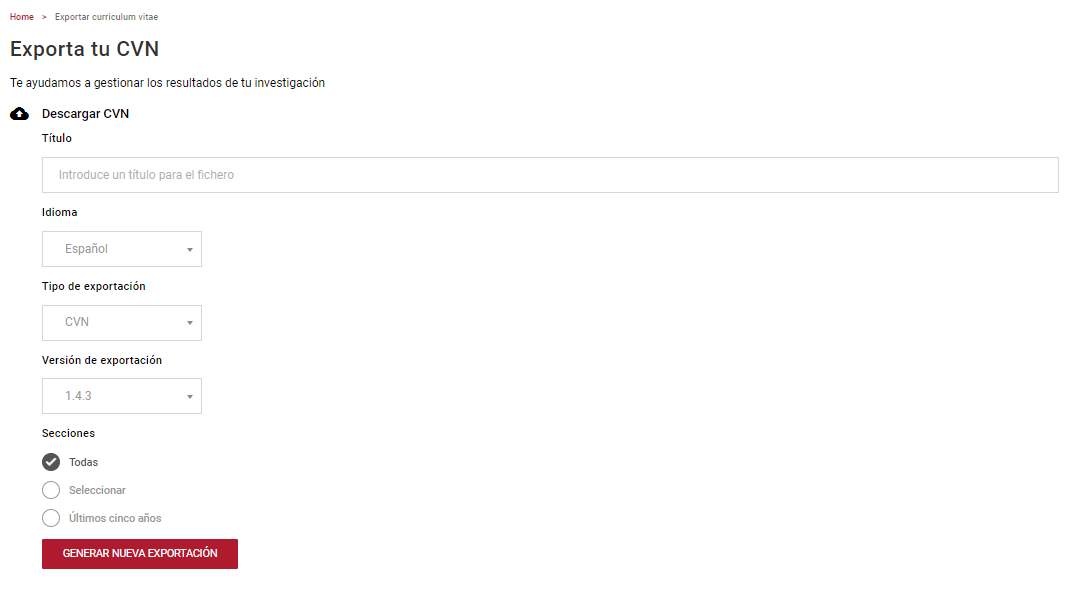 Home > Exportar curriculum vitae
Exporta tu CVN
Te ayudamos a gestionar los resultados de tu investigación
Descargar CVN
Título
Introduce un título para el fichero
Idioma
Español
Tipo de exportación
CVN
Versión de exportación
1.4.3
Secciones
Todas
Seleccionar
Últimos cinco años
GENERAR NUEVA EXPORTACIÓN